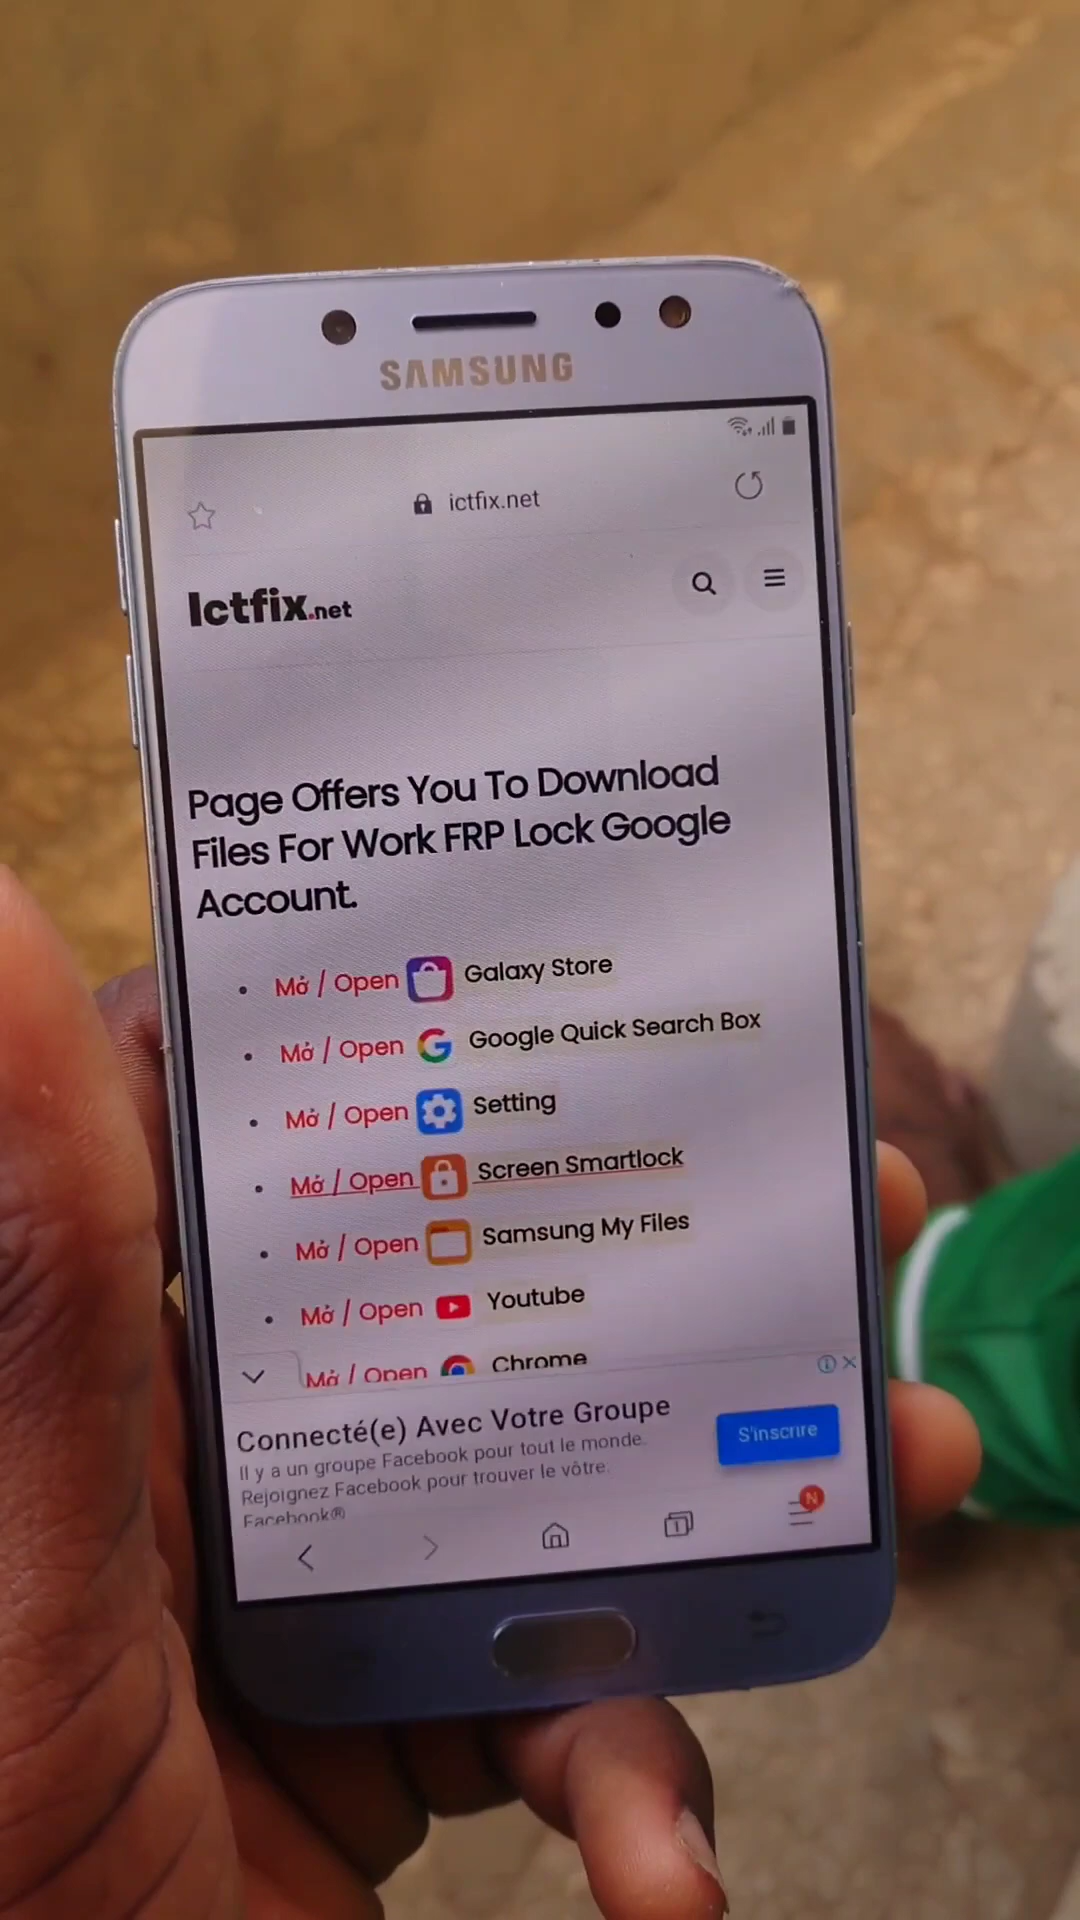 SAMSUNG
ictfix.net
Ictfix.net
Page Offers You To Download
Files For Work FRP Lock Google
Account.
Mở / Open Galaxy Store
Mở / Open Google Quick Search Box
Mở / Open Setting
Mở / Open Screen Smartlock
Mở / Open Samsung My Files
Mở / Open Youtube
Mở / Open Chrome
Connecté(e) Avec Votre Groupe
Il y a un groupe Facebook pour tout le monde.
Rejoignez Facebook pour trouver le vôtre.
Facebook®
S'inscrire
1
N